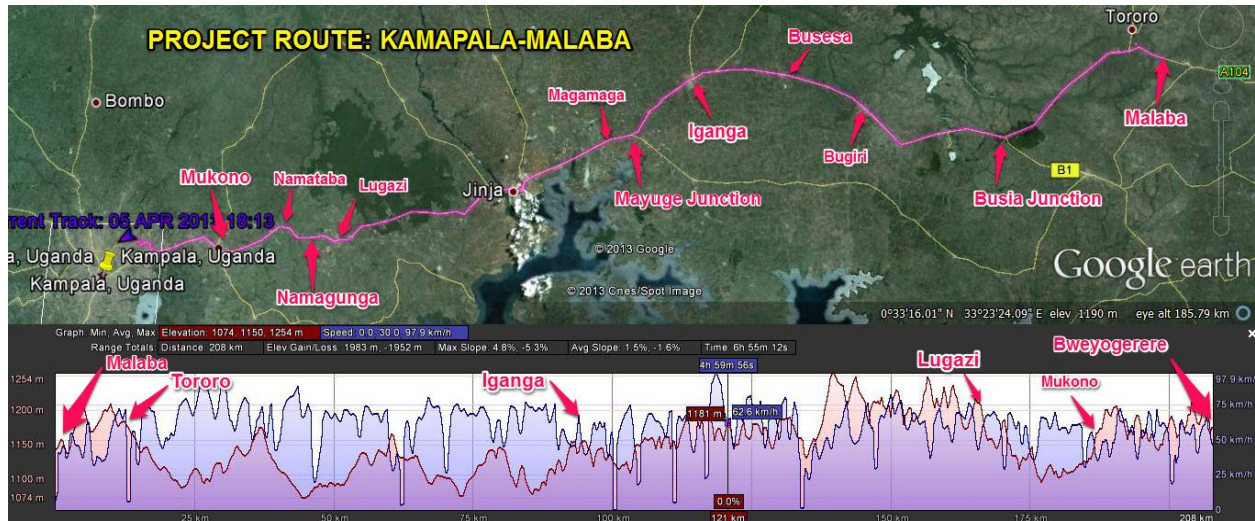 PROJECT ROUTE: KAMAPALA-MALABA
Tororo
Busesa
A104
Bombo
Magamaga
Iganga
Malaba
Bugiri
Mukono
Namataba
Lugazi
Jinja
Mayuge Junction
B1
Busia Junction
rrent Track: 05 APR 2013 18:13
a, Uganda
Kampala, Uganda
Kampala, Uganda
Namagunga
© 2013 Google
© 2013 Cnes/Spot Image
Google earth
0°33'16.01" N 33°23'24.09" E elev 1190 m eye alt 185.79 km
Graph: Min, Avg, Max Elevation: 1074, 1150, 1254 m Speed: 0.0, 30.0, 97.9 km/h
Range Totals: Distance: 208 km Elev Gain/Loss: 1983 m, -1952 m Max Slope: 4.8%, -5.3% Avg Slope: 1.5%, -1.6% Time: 6h 55m 12s
Malaba
Tororo
Iganga
4h 59m 56s
Lugazi
Mukono
Bweyogerere
1254 m
1200 m
1150 m
1100 m
1074 m
1181 m
62.6 km/h
97.9 km/h
75 km/h
50 km/h
25 km/h
0
0.0%
25 km
50 km
75 km
100 km
121 km
150 km
175 km
208 km